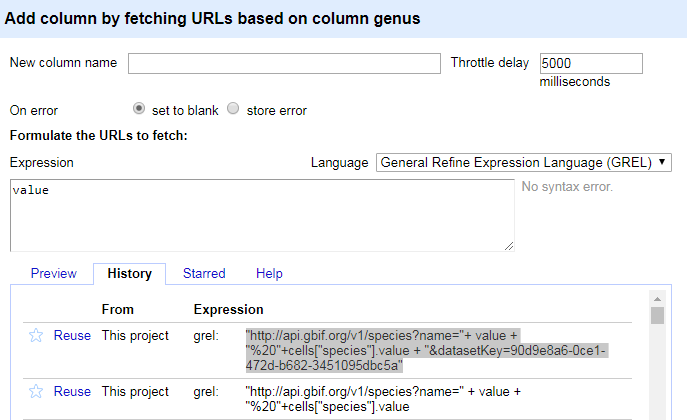 Add column by fetching URLs based on column genus
New column name Throttle delay 5000
milliseconds
On error set to blank store error
Formulate the URLs to fetch:
Expression Language General Refine Expression Language (GREL)
value No syntax error.
Preview History Starred Help
From Expression
Reuse This project grel: "http://api.gbif.org/v1/species?name="+ value +
"%20"+cells["species"].value + "&datasetKey=90d9e8a6-0ce1-
472d-b682-3451095dbc5a"
Reuse This project grel: "http://api.gbif.org/v1/species?name=" + value +
"%20"+cells["species"].value